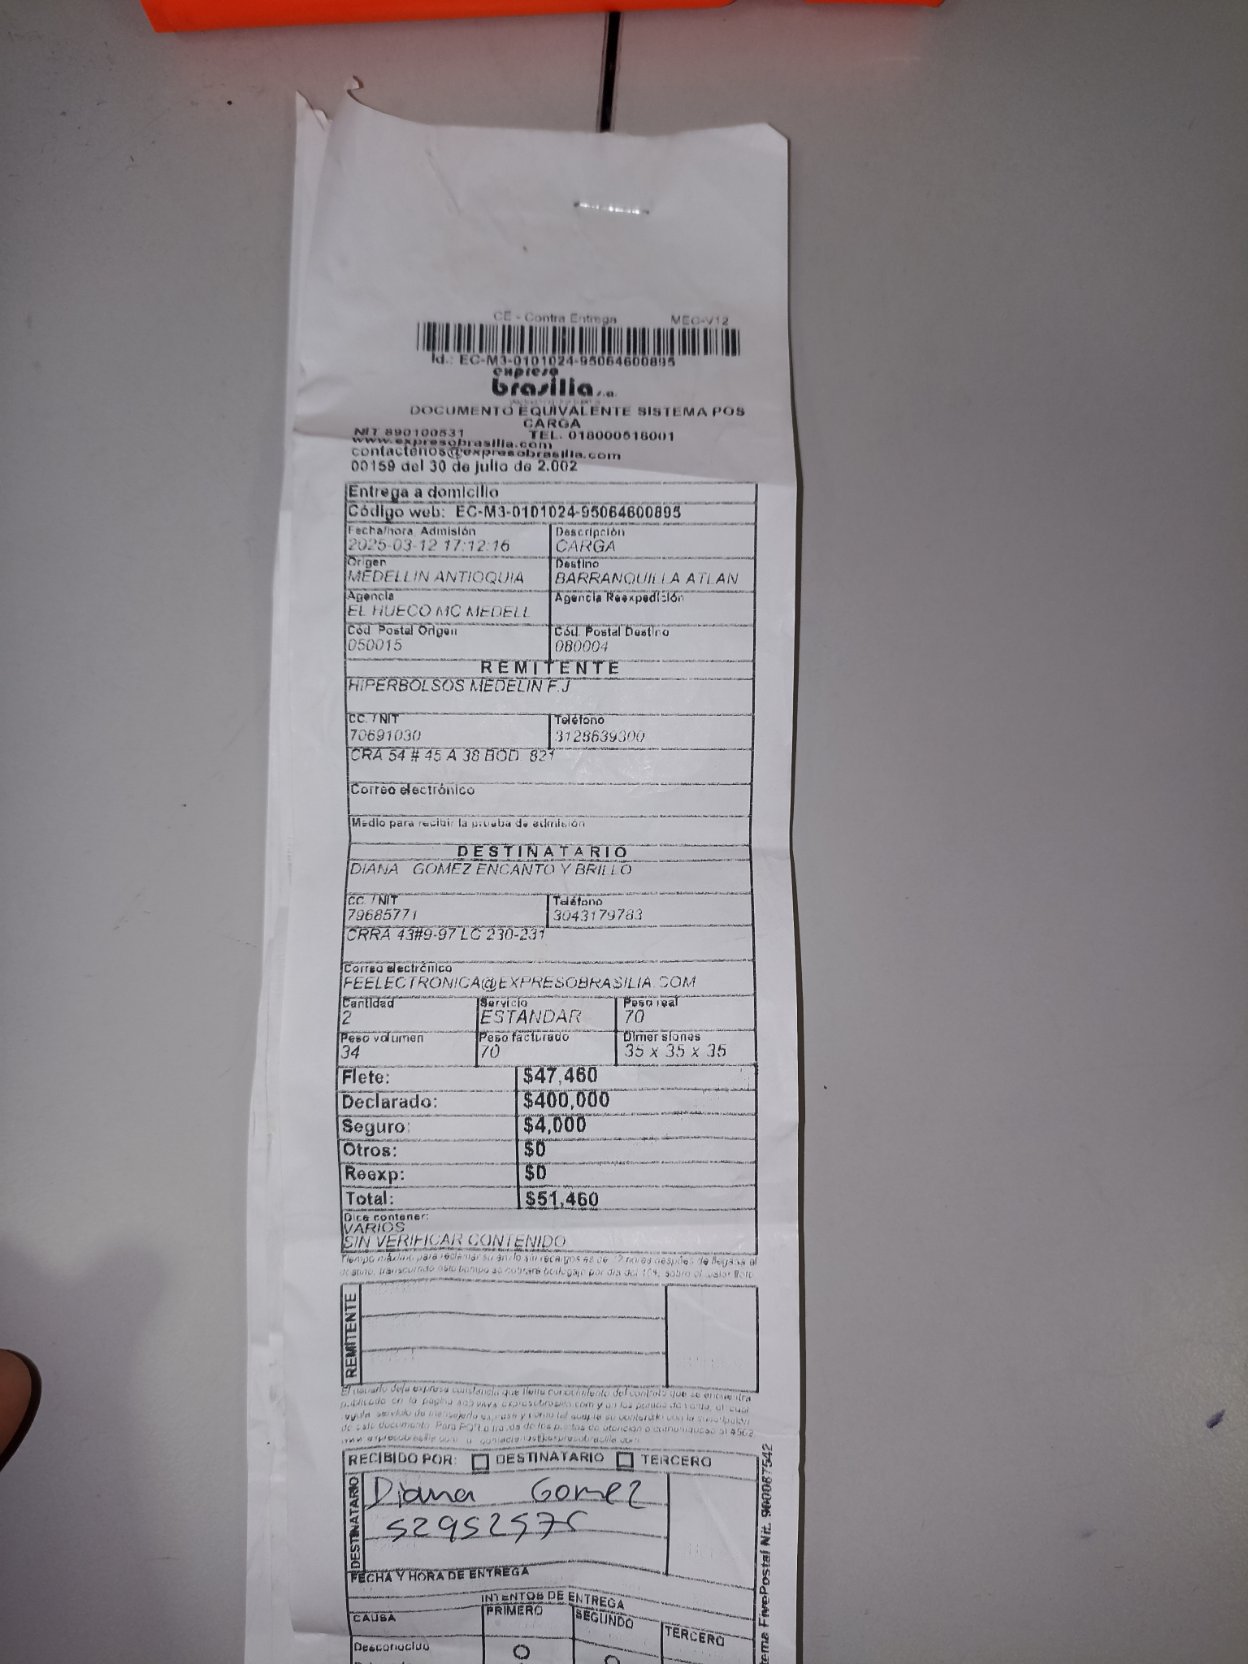 CE - Contra Entrega MEC-V12
Id.: EC-M3-0101024-95064600895
expreso
brasilia s.a.
DOCUMENTO EQUIVALENTE SISTEMA POS
CARGA
NIT 890100531 TEL. 018000518001
www.expresobrasilia.com
contactenos@expresobrasilia.com
00159 del 30 de julio de 2.002
Entrega a domicilio
Código web: EC-M3-0101024-95064600895
Fecha/hora Admisión Descripción
2025-03-12 17:12:16 CARGA
Origen Destino
MEDELLIN ANTIOQUIA BARRANQUILLA ATLAN
Agencia Agencia Reexpedición
EL HUECO MC MEDELL
Cód. Postal Origen Cód. Postal Destino
050015 080004
REMITENTE
HIPERBOLSOS MEDELIN F.J
CC. / NIT Teléfono
70691030 3128639300
CRA 54 # 45 A 38 BOD 821
Correo electrónico
Medio para recibir la prueba de admisión
DESTINATARIO
DIANA GOMEZ ENCANTO Y BRILLO
CC. / NIT Teléfono
79685771 3043179783
CRRA 43#9-97 LC 230-231
Correo electrónico
FEELECTRONICA@EXPRESOBRASILIA.COM
Cantidad Servicio Peso real
2 ESTANDAR 70
Peso volumen Peso facturado Dimensiones
34 70 35 x 35 x 35
Flete: $47,460
Declarado: $400,000
Seguro: $4,000
Otros: $0
Reexp: $0
Total: $51,460
Dice contener:
VARIOS
SIN VERIFICAR CONTENIDO
REMITENTE
RECIBIDO POR: DESTINATARIO TERCERO
DESTINATARIO
Diana Gomez
FECHA Y HORA DE ENTREGA
INTENTOS DE ENTREGA
CAUSA PRIMERO SEGUNDO TERCERO
Desconocido
FivePostal Nit. 900087542